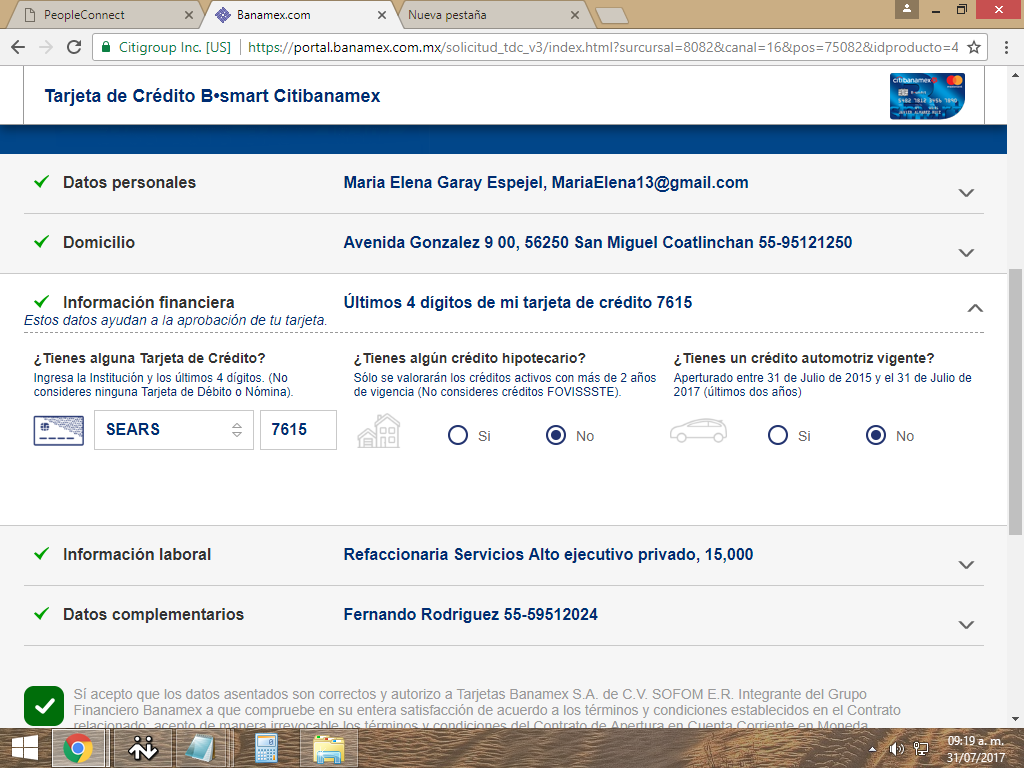 PeopleConnect
Banamex.com
Nueva pestaña
Citigroup Inc. [US]
https://portal.banamex.com.mx/solicitud_tdc_v3/index.html?sursursal=8082&canal=16&pos=75082&idproducto=4
Tarjeta de Crédito B•smart Citibanamex
citibanamex
Datos personales
Maria Elena Garay Espejel, MariaElena13@gmail.com
Domicilio
Avenida Gonzalez 9 00, 56250 San Miguel Coatlinchan 55-95121250
Información financiera
Últimos 4 dígitos de mi tarjeta de crédito 7615
Estos datos ayudan a la aprobación de tu tarjeta.
¿Tienes alguna Tarjeta de Crédito?
¿Tienes algún crédito hipotecario?
¿Tienes un crédito automotriz vigente?
Ingresa la Institución y los últimos 4 dígitos. (No
consideres ninguna Tarjeta de Débito o Nómina).
Sólo se valorarán los créditos activos con más de 2 años
de vigencia (No consideres créditos FOVISSSTE).
Aperturado entre 31 de Julio de 2015 y el 31 de Julio de
2017 (últimos dos años)
SEARS
7615
Si
No
Si
No
Información laboral
Refaccionaria Servicios Alto ejecutivo privado, 15,000
Datos complementarios
Fernando Rodriguez 55-59512024
Sí acepto que los datos asentados son correctos y autorizo a Tarjetas Banamex S.A. de C.V. SOFOM E.R. Integrante del Grupo
Financiero Banamex a que compruebe en su entera satisfacción de acuerdo a los términos y condiciones establecidos en el Contrato
relacionado; acepto de manera irrevocable los términos y condiciones del Contrato de Apertura en Cuenta Corriente en Moneda
09:19 a. m.
31/07/2017